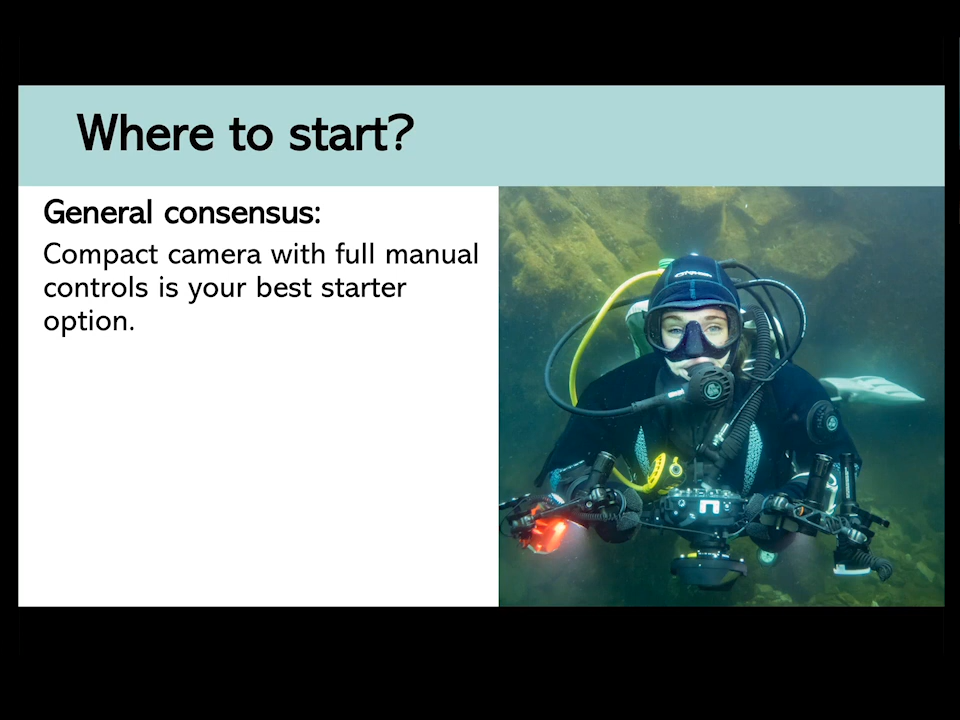 Where to start?
General consensus:
Compact camera with full manual
controls is your best starter
option.